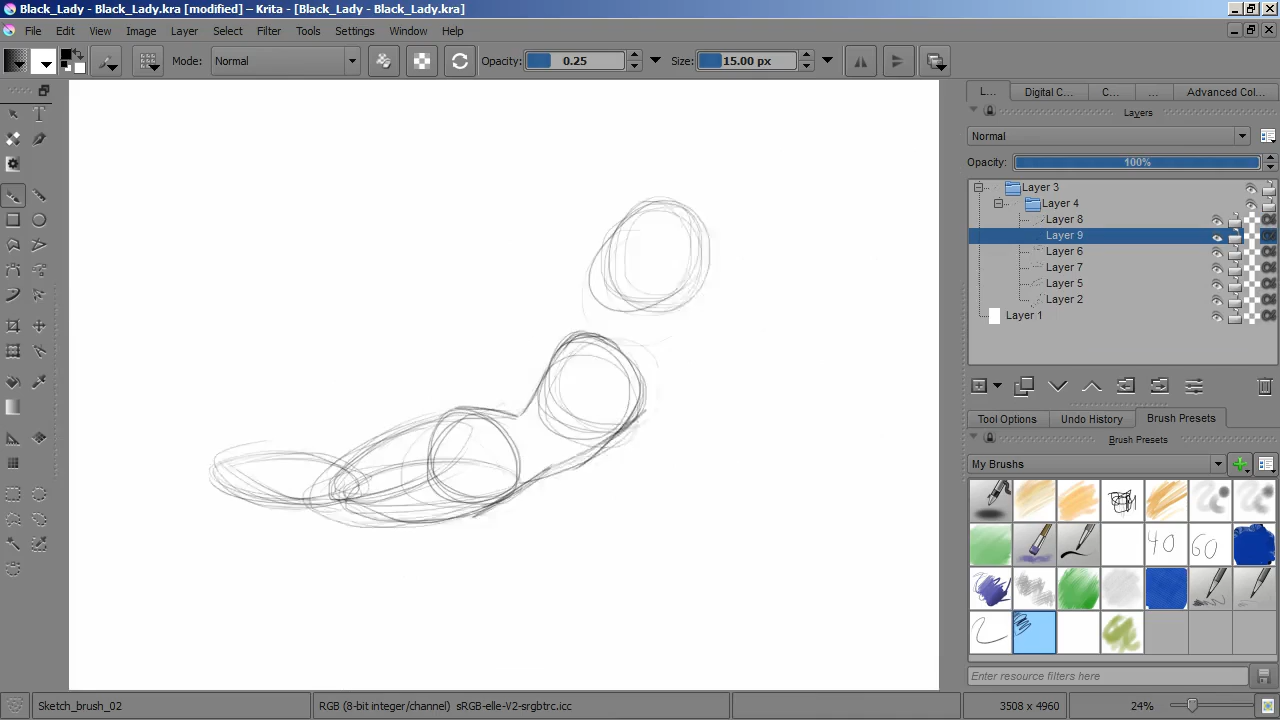 Black_Lady - Black_Lady.kra [modified] – Krita - [Black_Lady - Black_Lady.kra]
File Edit View Image Layer Select Filter Tools Settings Window Help
Mode: Normal Opacity: 0.25 Size: 15.00 px
L... Digital C... C... ... Advanced Col...
Layers
Normal
Opacity: 100%
Layer 3
Layer 4
Layer 8
Layer 9
Layer 6
Layer 7
Layer 5
Layer 2
Layer 1
Tool Options Undo History Brush Presets
Brush Presets
My Brushes
40 60
Enter resource filters here
Sketch_brush_02 RGB (8-bit integer/channel) sRGB-elle-V2-srgbtrc.icc 3508 x 4960 24%